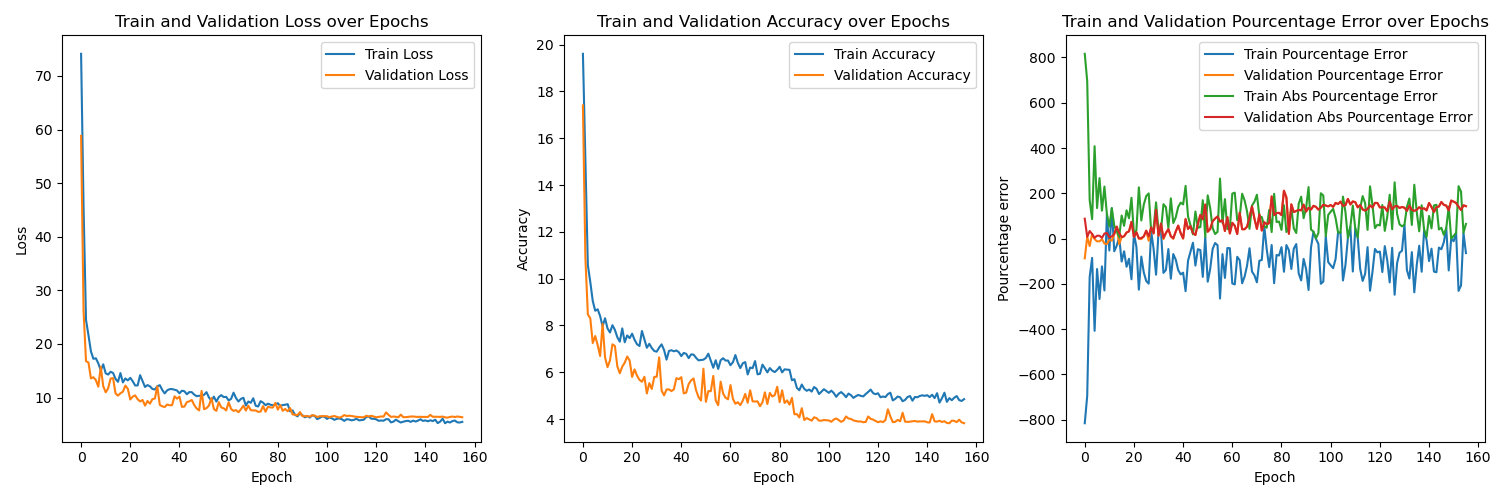 Train and Validation Loss over Epochs
Train Loss
Validation Loss
70
60
50
40
30
20
10
Loss
0 20 40 60 80 100 120 140 160
Epoch
Train and Validation Accuracy over Epochs
Train Accuracy
Validation Accuracy
20
18
16
14
12
10
8
6
4
Accuracy
0 20 40 60 80 100 120 140 160
Epoch
Train and Validation Pourcentage Error over Epochs
Train Pourcentage Error
Validation Pourcentage Error
Train Abs Pourcentage Error
Validation Abs Pourcentage Error
800
600
400
200
0
−200
−400
−600
−800
Pourcentage error
0 20 40 60 80 100 120 140 160
Epoch